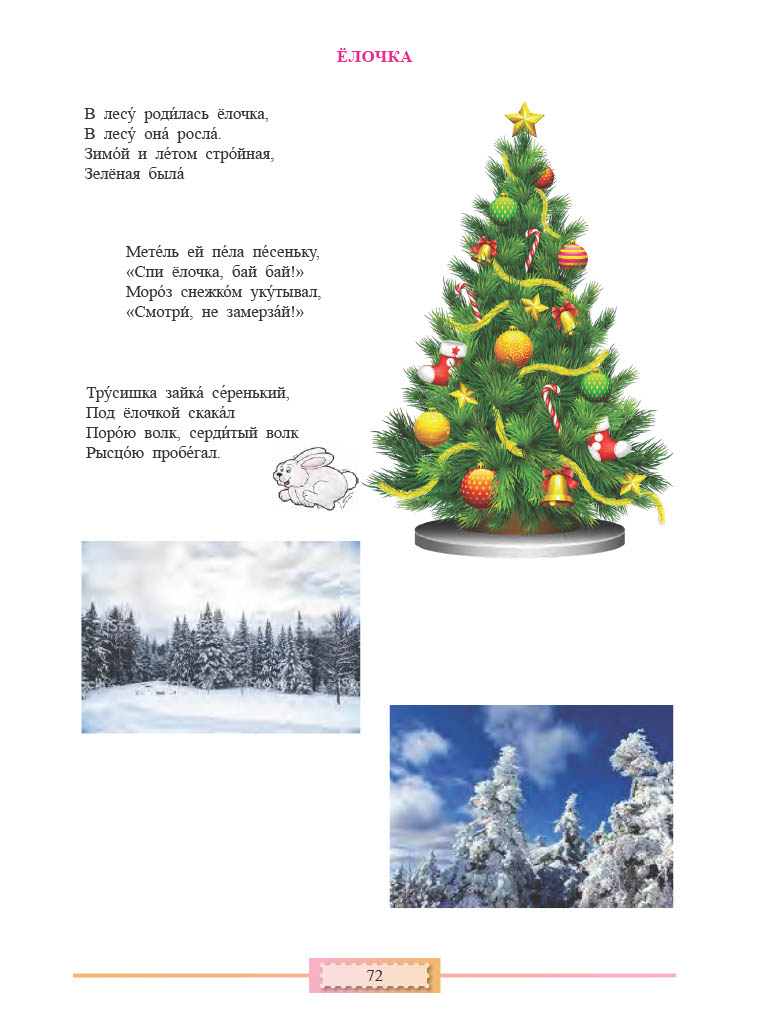 ЁЛОЧКА
В лесу́ роди́лась ёлочка,
В лесу́ она́ росла́.
Зимо́й и ле́том стро́йная,
Зелёная была́
Мете́ль ей пе́ла пе́сеньку,
«Спи ёлочка, бай бай!»
Моро́з снежко́м уку́тывал,
«Смотри́, не замерза́й!»
Тру́сишка зайка́ се́ренький,
Под ёлочкой скака́л
Поро́ю волк, серди́тый волк
Рысцо́ю пробе́гал.
72